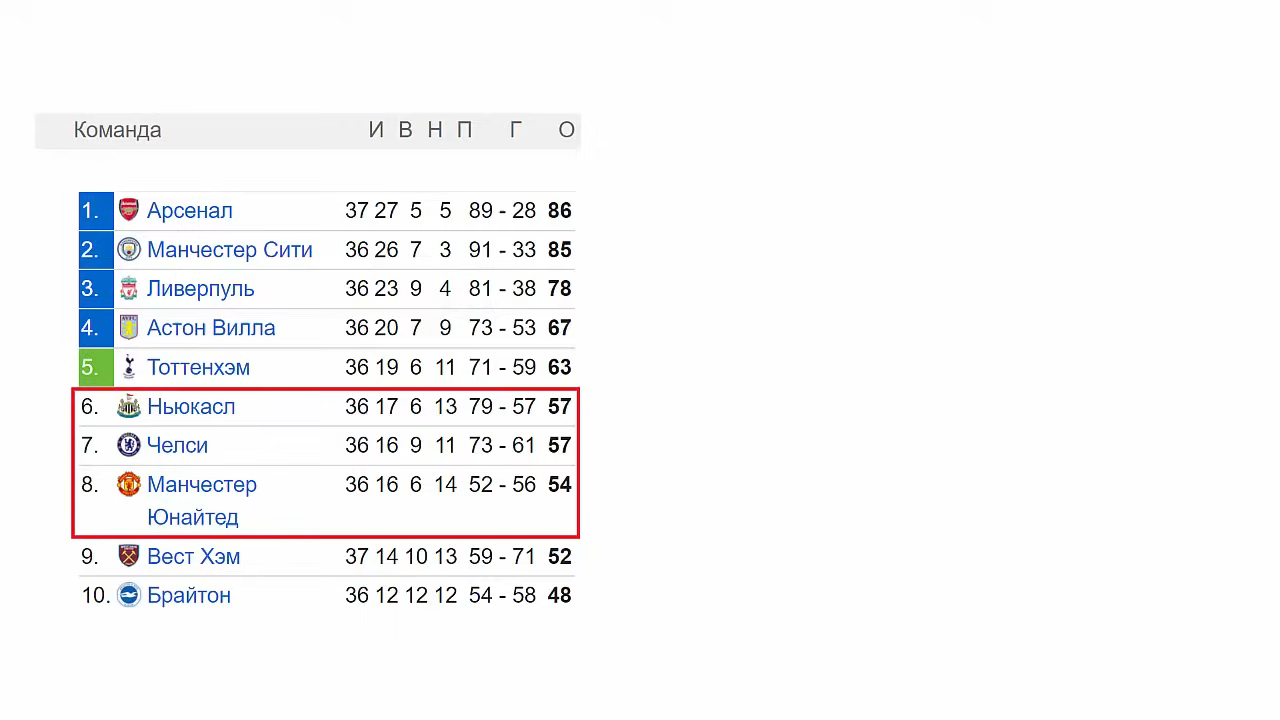 Команда И В Н П Г О
1. Арсенал 37 27 5 5 89 - 28 86
2. Манчестер Сити 36 26 7 3 91 - 33 85
3. Ливерпуль 36 23 9 4 81 - 38 78
4. Астон Вилла 36 20 7 9 73 - 53 67
5. Тоттенхэм 36 19 6 11 71 - 59 63
6. Ньюкасл 36 17 6 13 79 - 57 57
7. Челси 36 16 9 11 73 - 61 57
8. Манчестер 36 16 6 14 52 - 56 54
Юнайтед
9. Вест Хэм 37 14 10 13 59 - 71 52
10. Брайтон 36 12 12 12 54 - 58 48